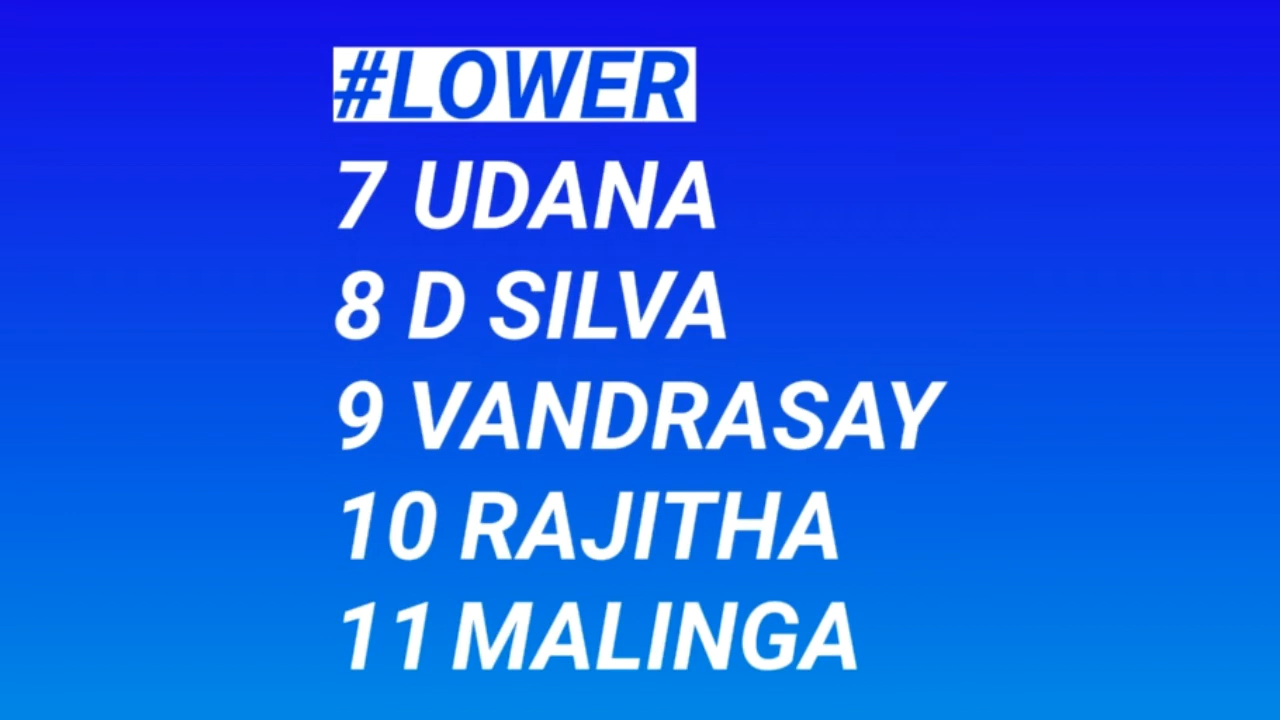 #LOWER
7 UDANA
8 D SILVA
9 VANDRASAY
10 RAJITHA
11 MALINGA